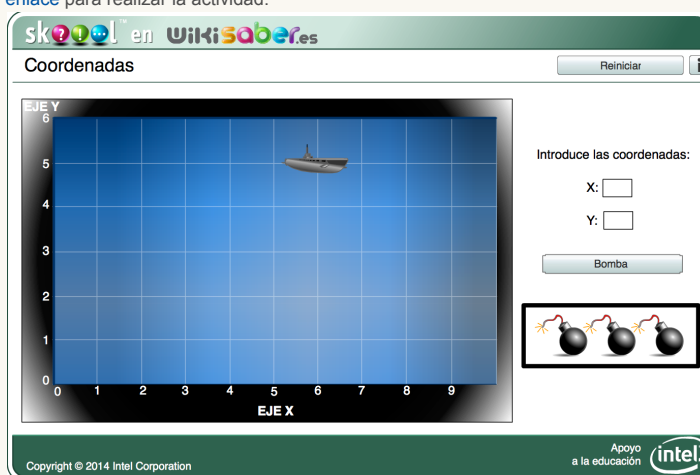 enlace para realizar la actividad.
skoool™ en wikisaber.es
Coordenadas
Reiniciar
i
EJE Y
6
5
4
3
2
1
0
0 1 2 3 4 5 6 7 8 9
EJE X
Introduce las coordenadas:
X:
Y:
Bomba
Copyright © 2014 Intel Corporation
Apoyo
a la educación
intel